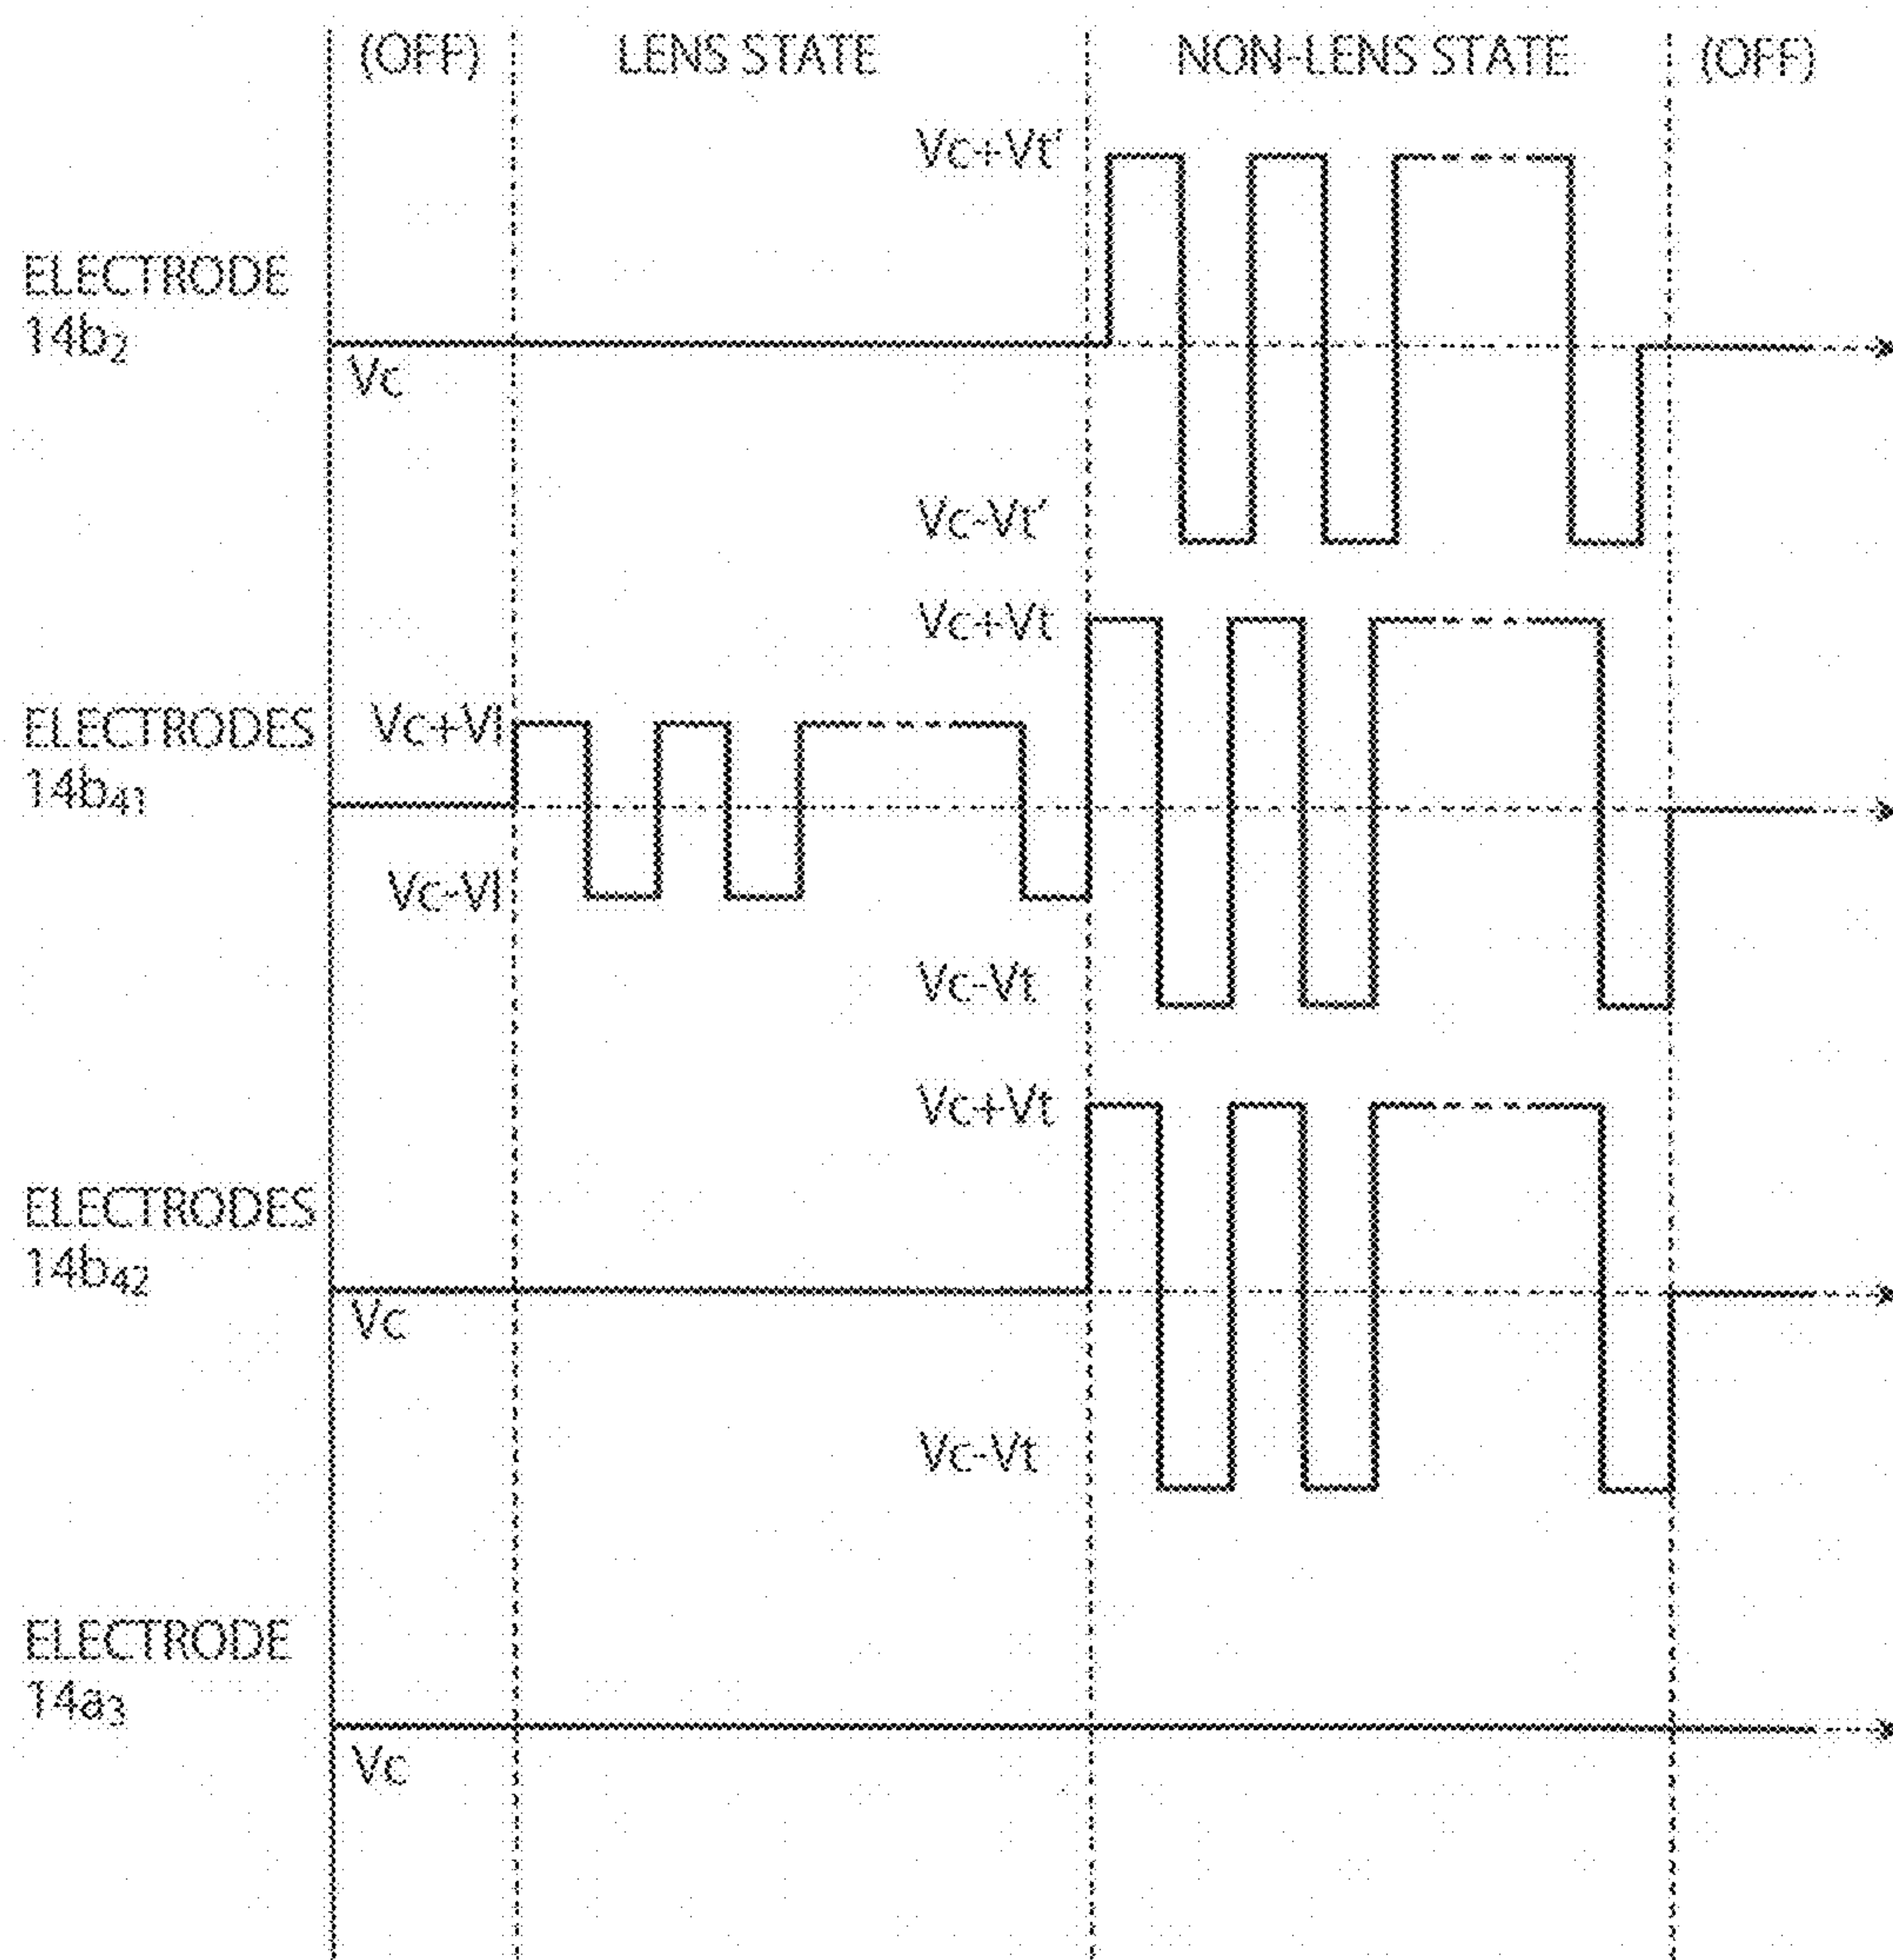 (OFF) LENS STATE NON-LENS STATE (OFF)
Vc+Vt'
ELECTRODE
14b₂
Vc
Vc-Vt'
Vc+Vt
ELECTRODES
14b₄₁
Vc+Vl
Vc-Vl
Vc-Vt
Vc+Vt
ELECTRODES
14b₄₂
Vc
Vc-Vt
ELECTRODE
14a₃
Vc